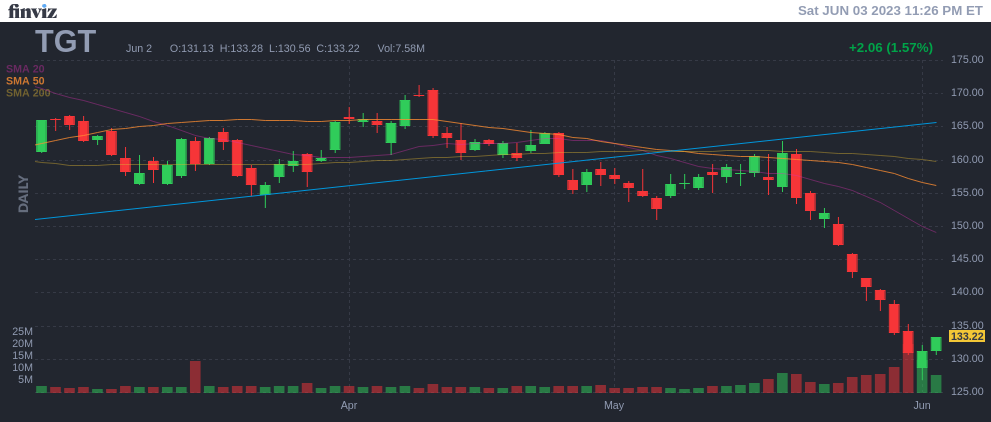 finviz
Sat JUN 03 2023 11:26 PM ET
TGT
Jun 2 O:131.13 H:133.28 L:130.56 C:133.22 Vol:7.58M
+2.06 (1.57%)
SMA 20
SMA 50
SMA 200
DAILY
175.00
170.00
165.00
160.00
155.00
150.00
145.00
140.00
135.00
133.22
130.00
125.00
25M
20M
15M
10M
5M
Apr
May
Jun